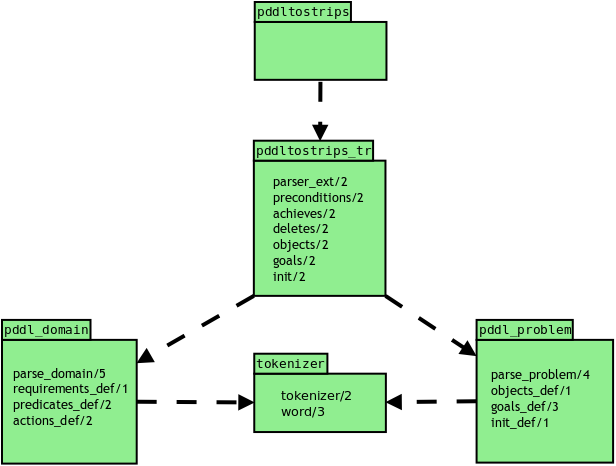 pddltostrips
pddltostrips_tr
parser_ext/2
preconditions/2
achieves/2
deletes/2
objects/2
goals/2
init/2
pddl_domain
parse_domain/5
requirements_def/1
predicates_def/2
actions_def/2
tokenizer
tokenizer/2
word/3
pddl_problem
parse_problem/4
objects_def/1
goals_def/3
init_def/1